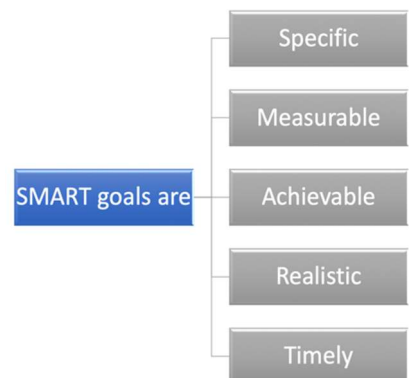 SMART goals are
Specific
Measurable
Achievable
Realistic
Timely